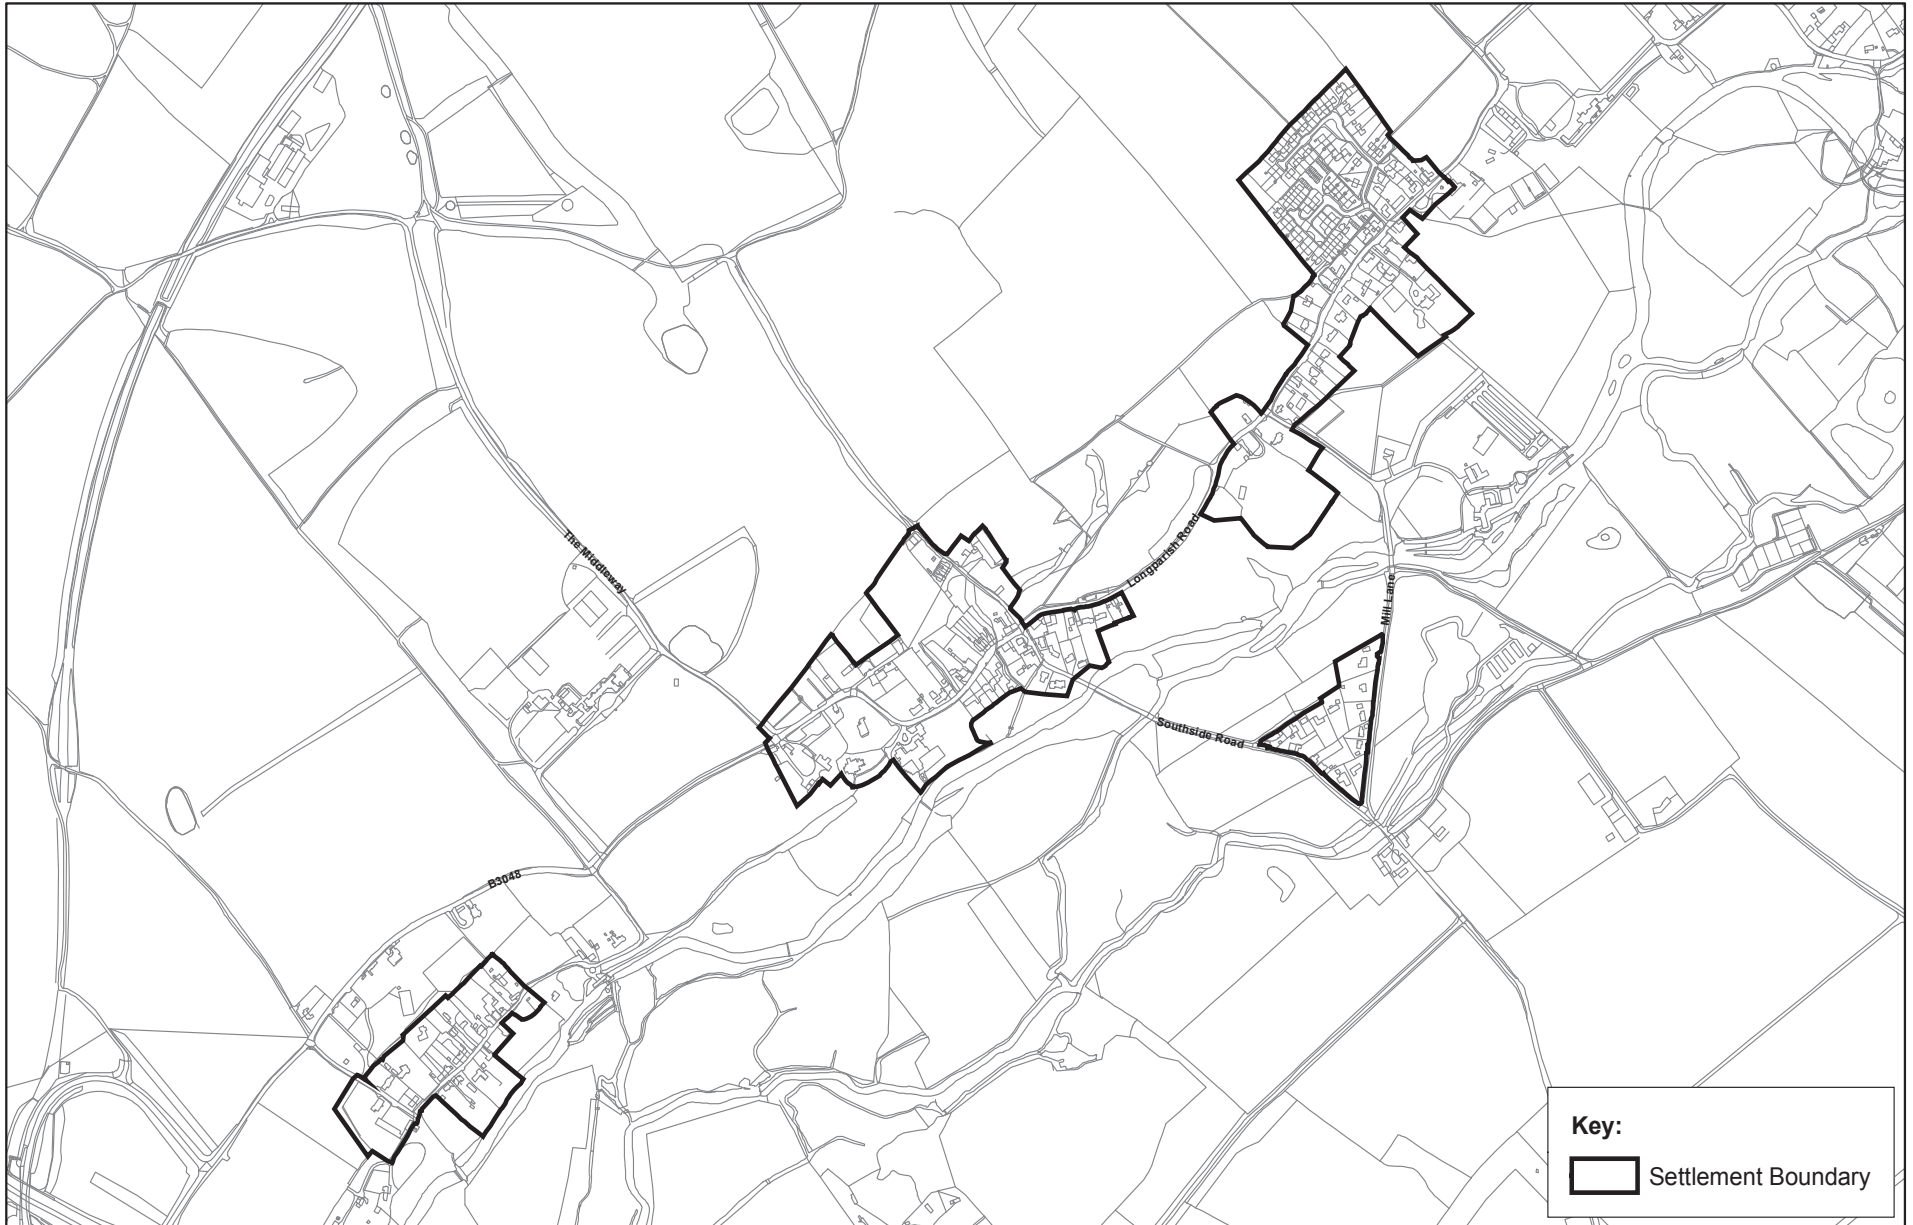 The Middleway
Longparish Road
Mill Lane
Southside Road
B3048
Key:
Settlement Boundary